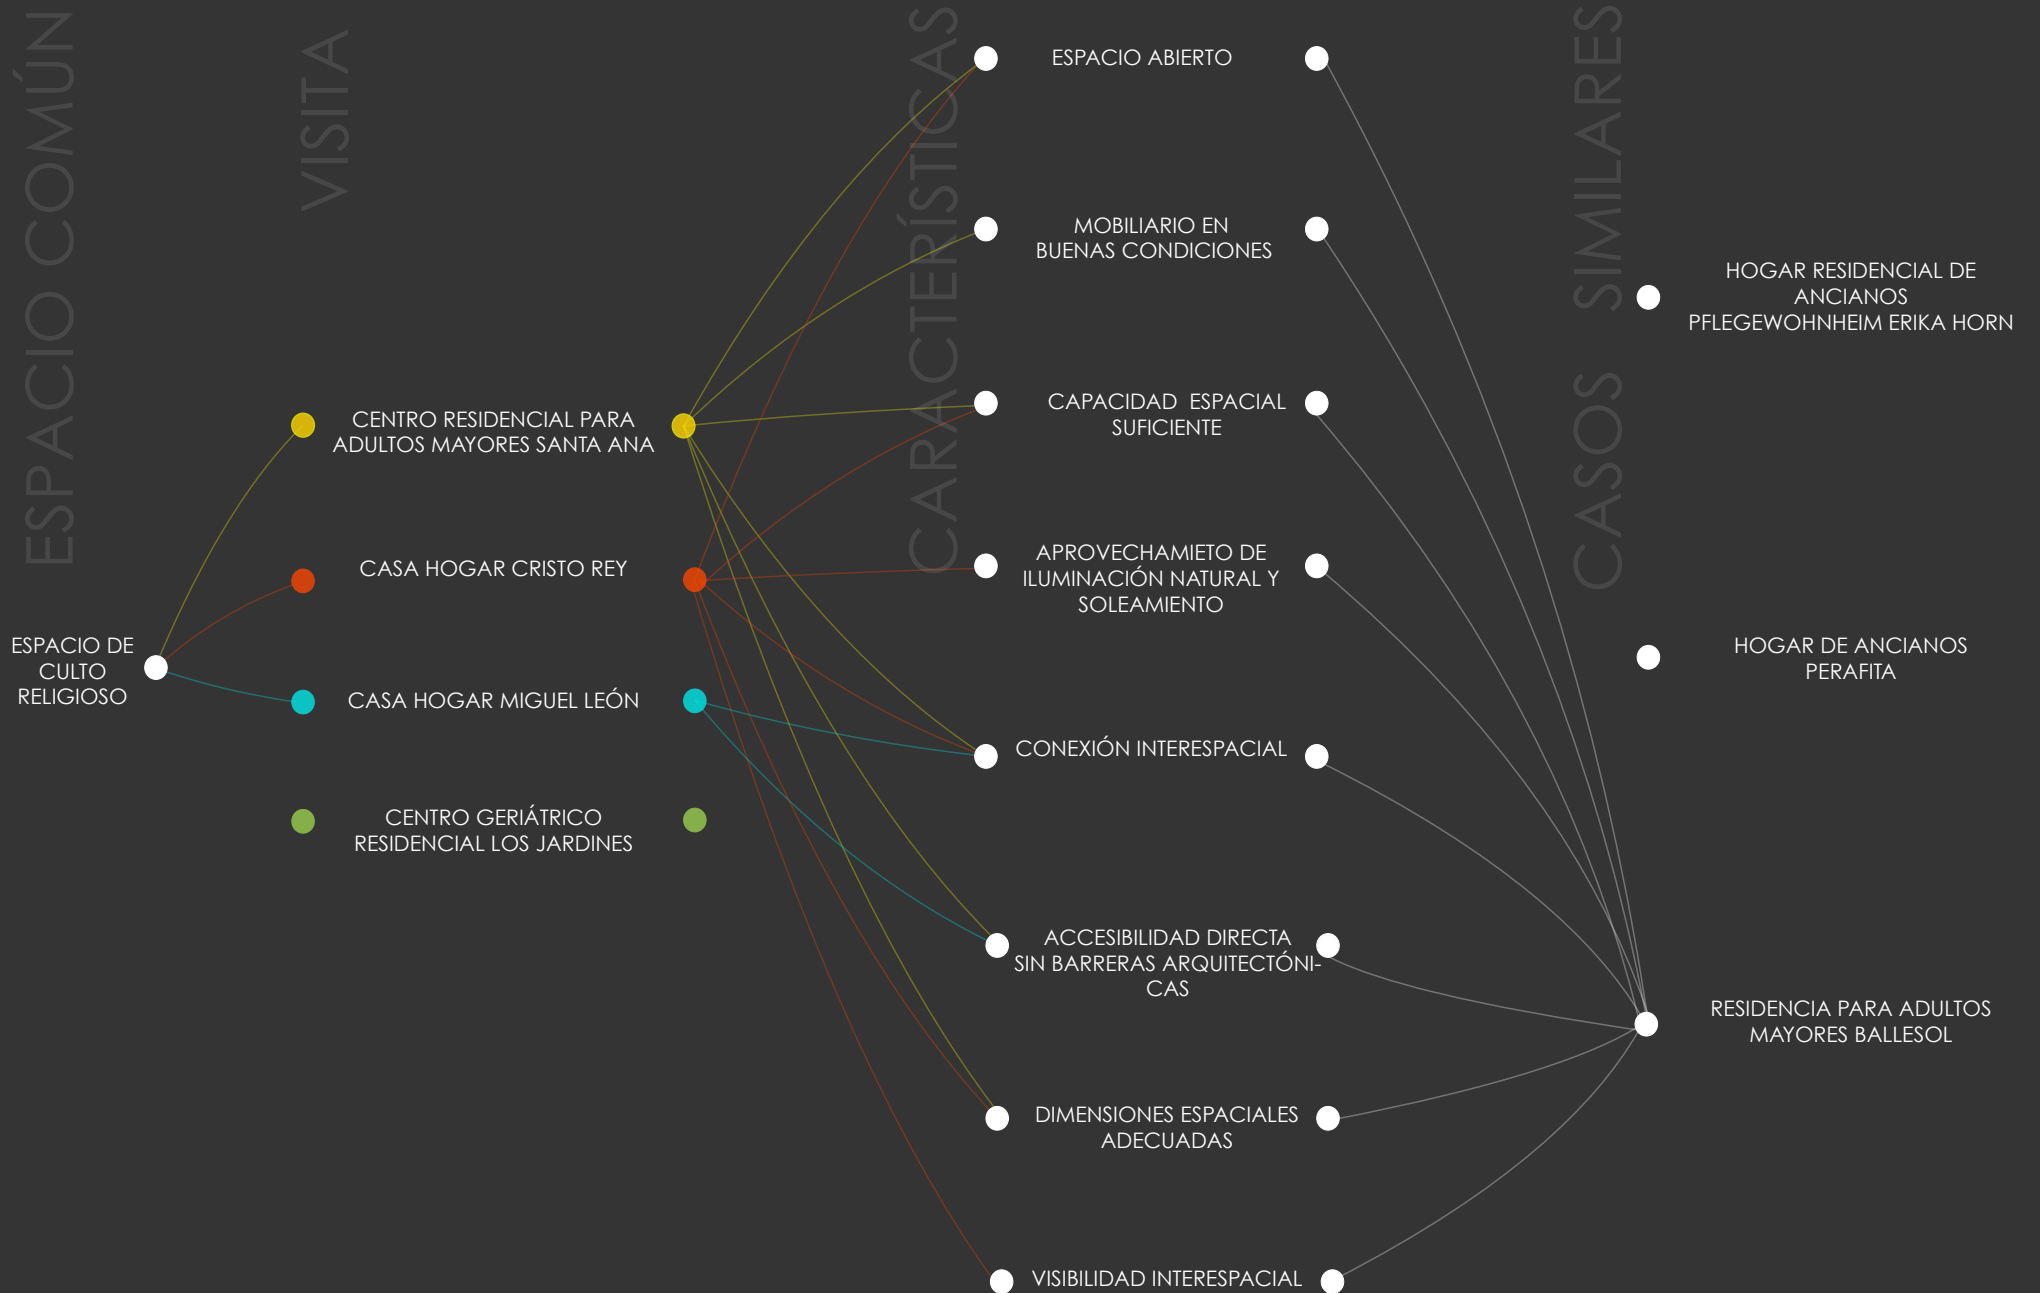 ESPACIO COMÚN
VISITA
CARACTERÍSTICAS
CASOS SIMILARES
ESPACIO DE
CULTO
RELIGIOSO
CENTRO RESIDENCIAL PARA
ADULTOS MAYORES SANTA ANA
CASA HOGAR CRISTO REY
CASA HOGAR MIGUEL LEÓN
CENTRO GERIÁTRICO
RESIDENCIAL LOS JARDINES
ESPACIO ABIERTO
MOBILIARIO EN
BUENAS CONDICIONES
CAPACIDAD ESPACIAL
SUFICIENTE
APROVECHAMIETO DE
ILUMINACIÓN NATURAL Y
SOLEAMIENTO
CONEXIÓN INTERESPACIAL
ACCESIBILIDAD DIRECTA
SIN BARRERAS ARQUITECTÓNI-
CAS
DIMENSIONES ESPACIALES
ADECUADAS
VISIBILIDAD INTERESPACIAL
HOGAR RESIDENCIAL DE
ANCIANOS
PFLEGEWOHNHEIM ERIKA HORN
HOGAR DE ANCIANOS
PERAFITA
RESIDENCIA PARA ADULTOS
MAYORES BALLESOL